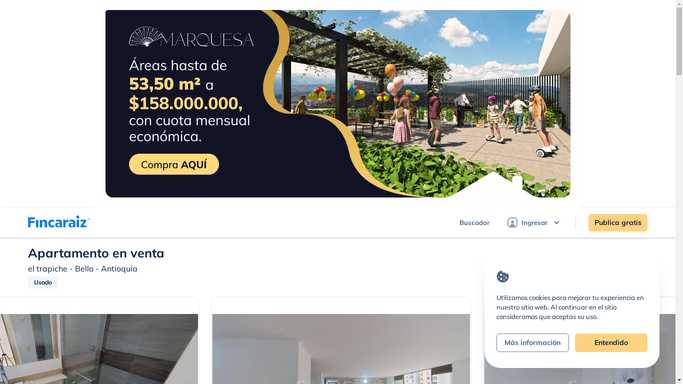 MARQUESA
Áreas hasta de
53,50 m² a
$158.000.000,
con cuota mensual
económica.
Compra AQUÍ
Fincaraíz
Buscador
Ingresar
Publica gratis
Apartamento en venta
el trapiche - Bello - Antioquia
Usado
Utilizamos cookies para mejorar tu experiencia en
nuestro sitio web. Al continuar en el sitio
consideramos que aceptas su uso.
Más información
Entendido